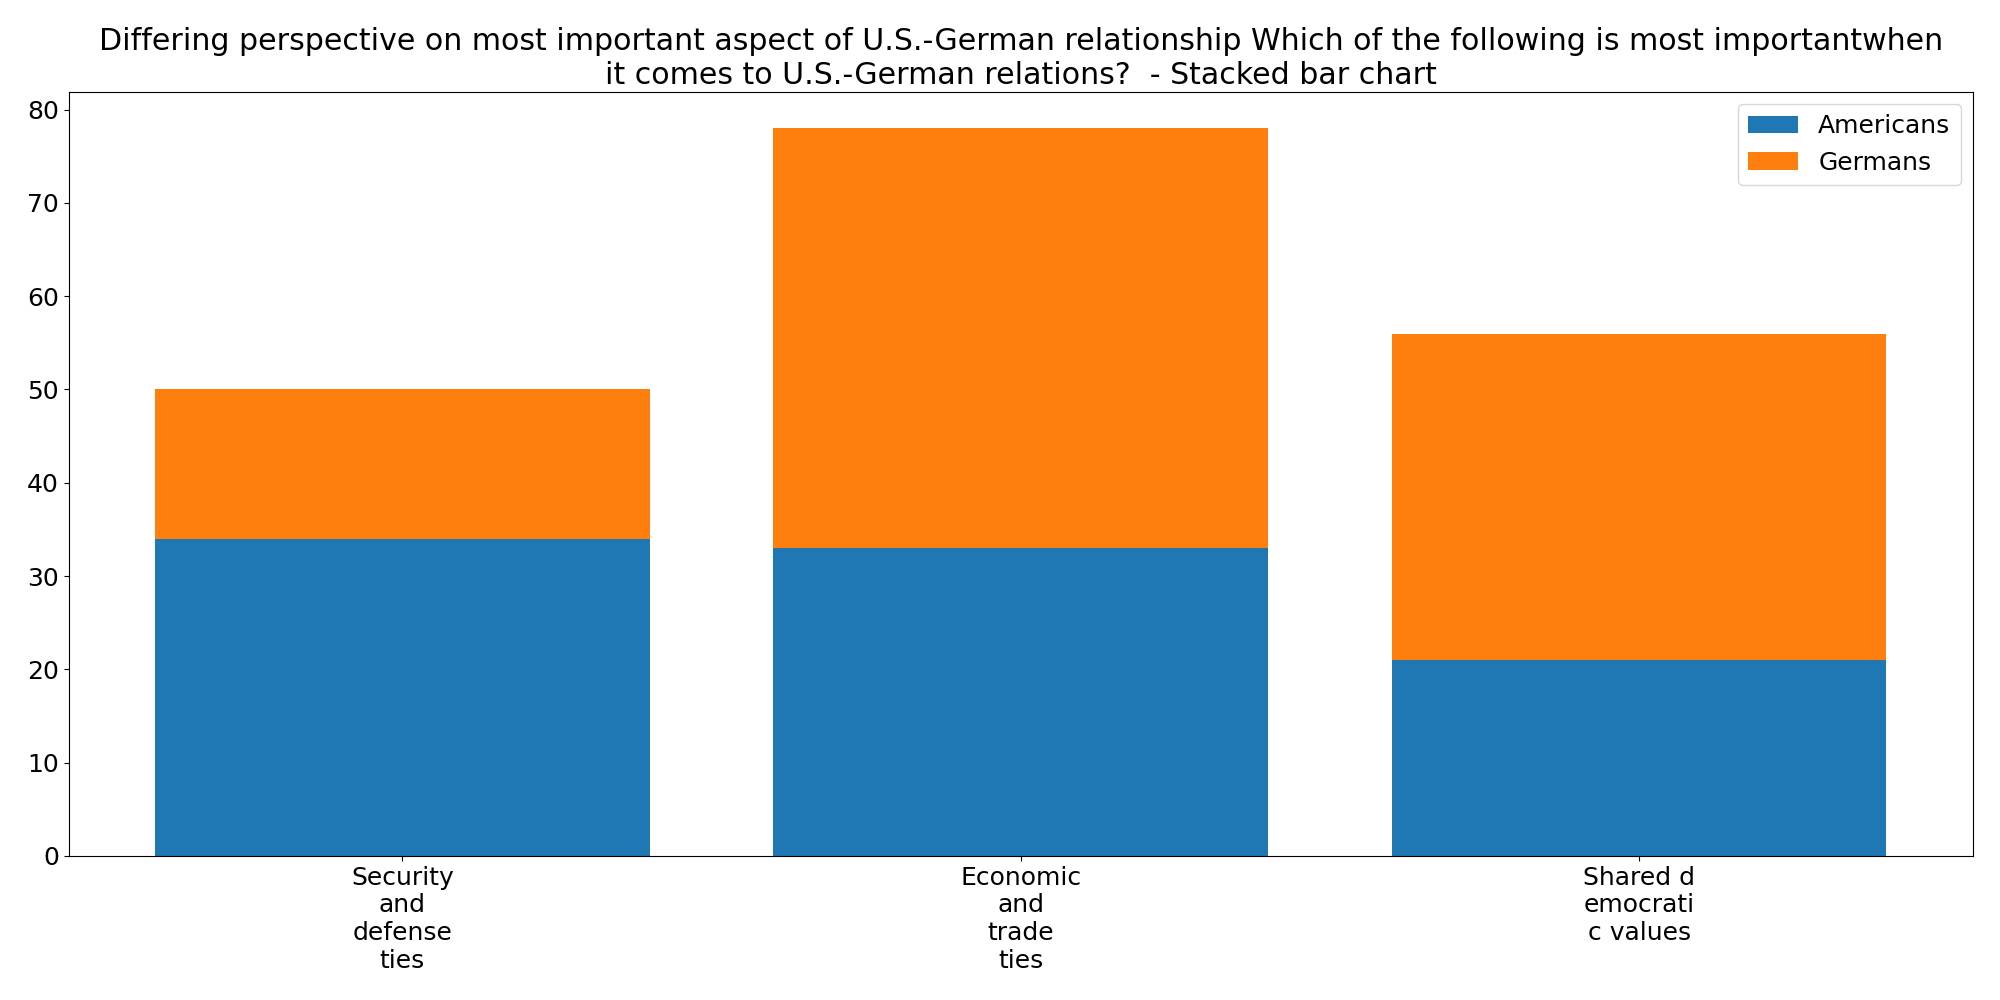 Differing perspective on most important aspect of U.S.-German relationship Which of the following is most importantwhen
it comes to U.S.-German relations?  - Stacked bar chart
Americans
Germans
80
70
60
50
40
30
20
10
0
Security
and
defense
ties
Economic
and
trade
ties
Shared d
emocrati
c values